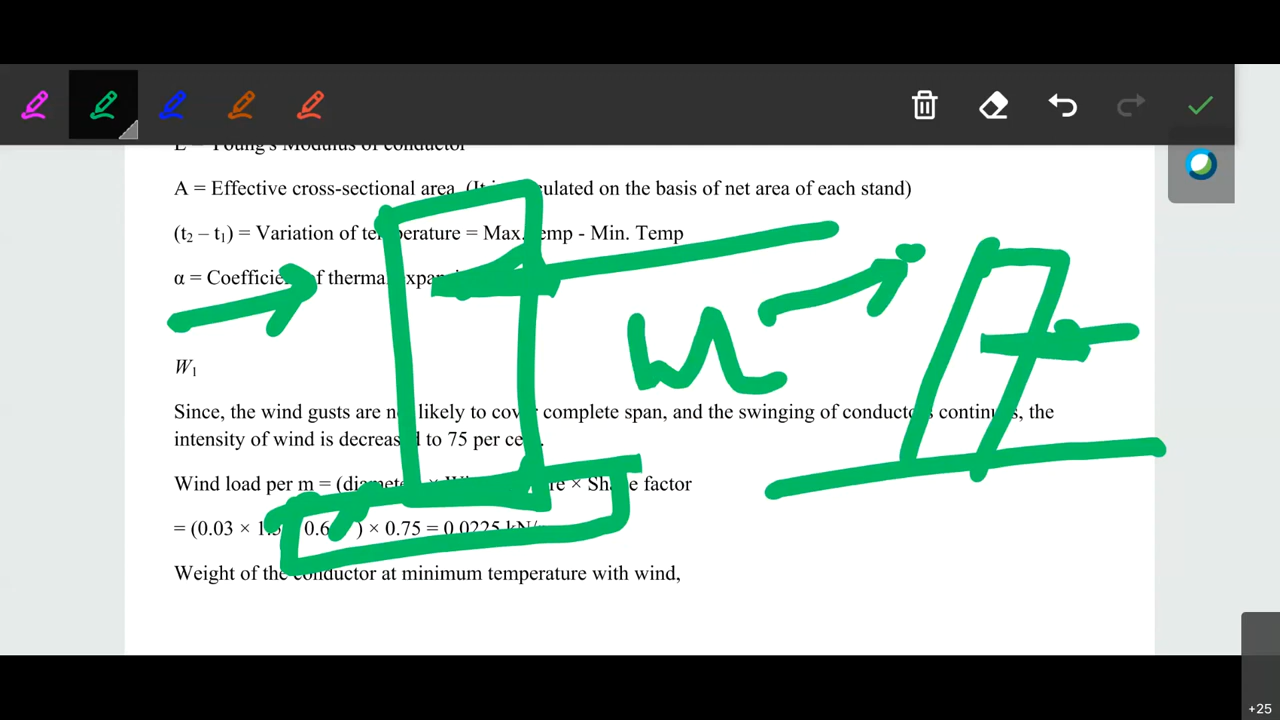 A = Effective cross-sectional area. (It is calculated on the basis of net area of each stand)
(t₂ – t₁) = Variation of temperature = Max. Temp - Min. Temp
α = Coefficient of thermal
W₁
Since, the wind gusts are not likely to cover complete span, and the swinging of conductors continues, the
intensity of wind is decreased to 75 per cent.
Wind load per m = (diameter × × Shape factor
= (0.03 × 0.6 ) × 0.75 = 0.0225 kN/
Weight of the conductor at minimum temperature with wind,
+25